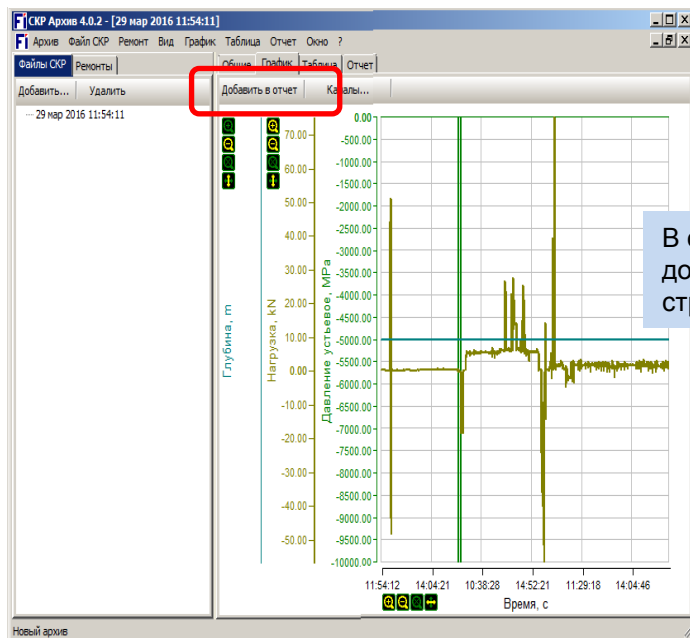 СКР Архив 4.0.2 - [29 мар 2016 11:54:11]
Архив Файл СКР Ремонт Вид График Таблица Отчет Окно ?
Файлы СКР Ремонты
Общие График Таблица Отчет
Добавить... Удалить
Добавить в отчет Каналы...
29 мар 2016 11:54:11
Глубина, m
Нагрузка, kN
70.00
50.00
40.00
30.00
20.00
10.00
0.00
-10.00
-20.00
-30.00
-40.00
-50.00
Давление устьевое, MPa
0.00
-500.00
-1000.00
-1500.00
-2000.00
-2500.00
-3000.00
-3500.00
-4000.00
-4500.00
-5000.00
-5500.00
-6000.00
-6500.00
-7000.00
-7500.00
-8000.00
-8500.00
-9000.00
-9500.00
-10000.00
11:54:12 14:04:21 10:38:28 14:52:21 11:29:18 14:04:46
Время, с
Новый архив